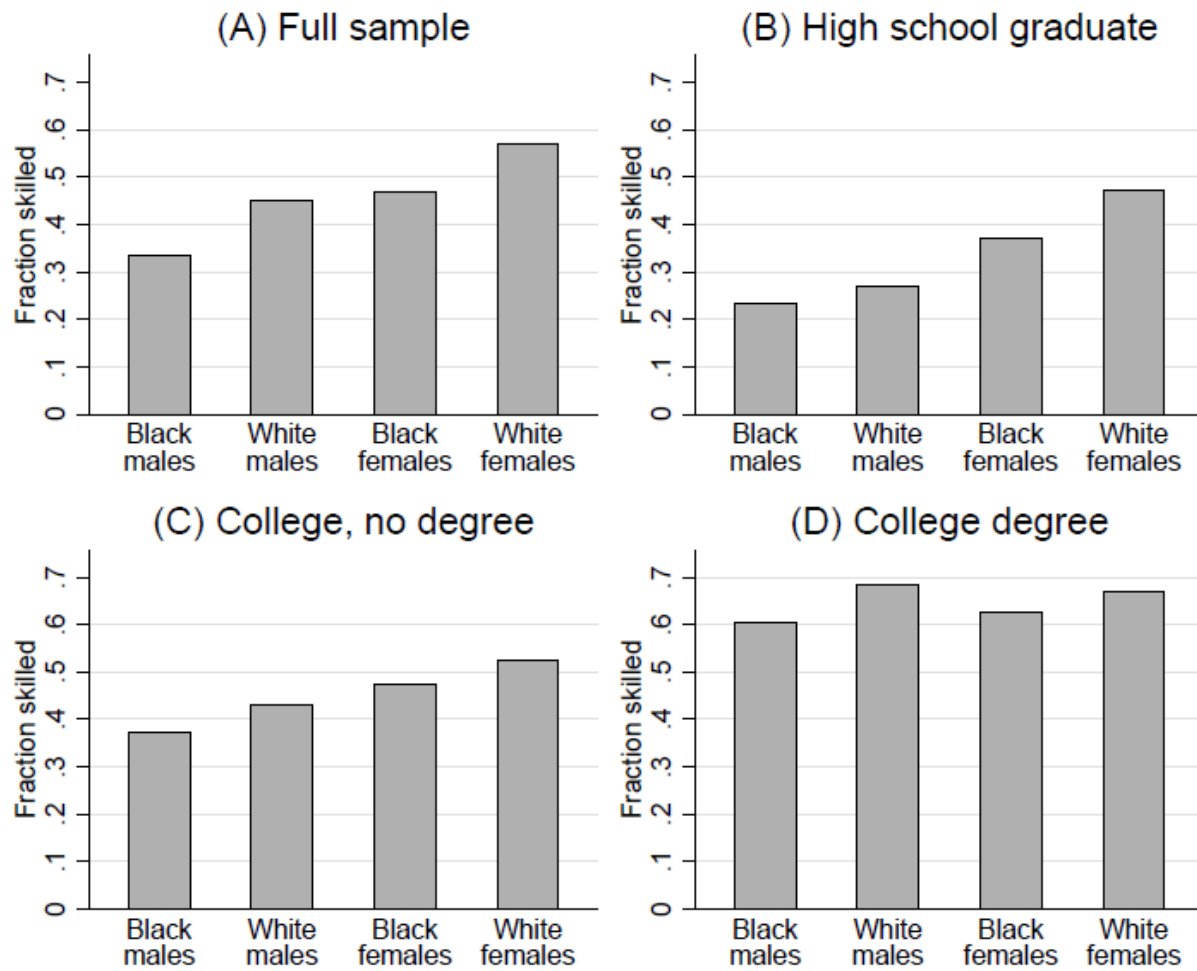 (A) Full sample
Fraction skilled
.7
.6
.5
.4
.3
.2
.1
0
Black males
White males
Black females
White females
(B) High school graduate
Fraction skilled
.7
.6
.5
.4
.3
.2
.1
0
Black males
White males
Black females
White females
(C) College, no degree
Fraction skilled
.7
.6
.5
.4
.3
.2
.1
0
Black males
White males
Black females
White females
(D) College degree
Fraction skilled
.7
.6
.5
.4
.3
.2
.1
0
Black males
White males
Black females
White females